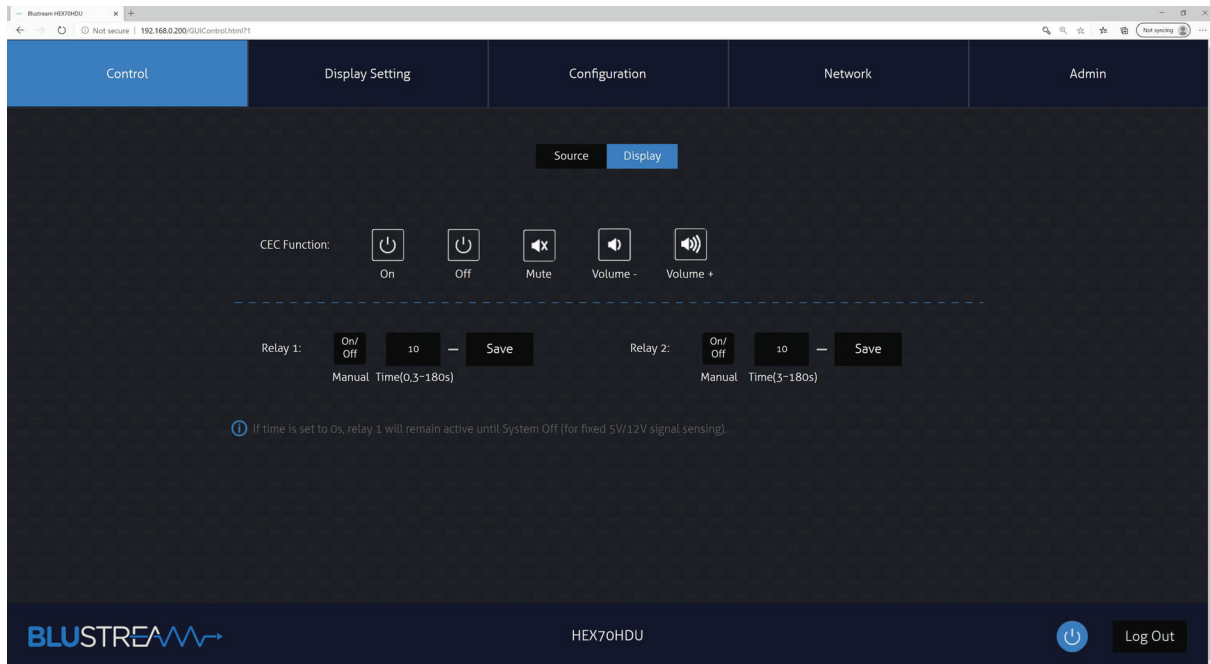 Blustream HEX70HDU
Not secure | 192.168.0.200/GUIControl.html?1
Not syncing
Control Display Setting Configuration Network Admin
Source Display
CEC Function:
On Off Mute Volume - Volume +
Relay 1: On/Off 10 — Save Relay 2: On/Off 10 — Save
Manual Time(0,3~180s) Manual Time(3~180s)
If time is set to 0s, relay 1 will remain active until System Off (for fixed 5V/12V signal sensing).
BLUSTREAM HEX70HDU Log Out